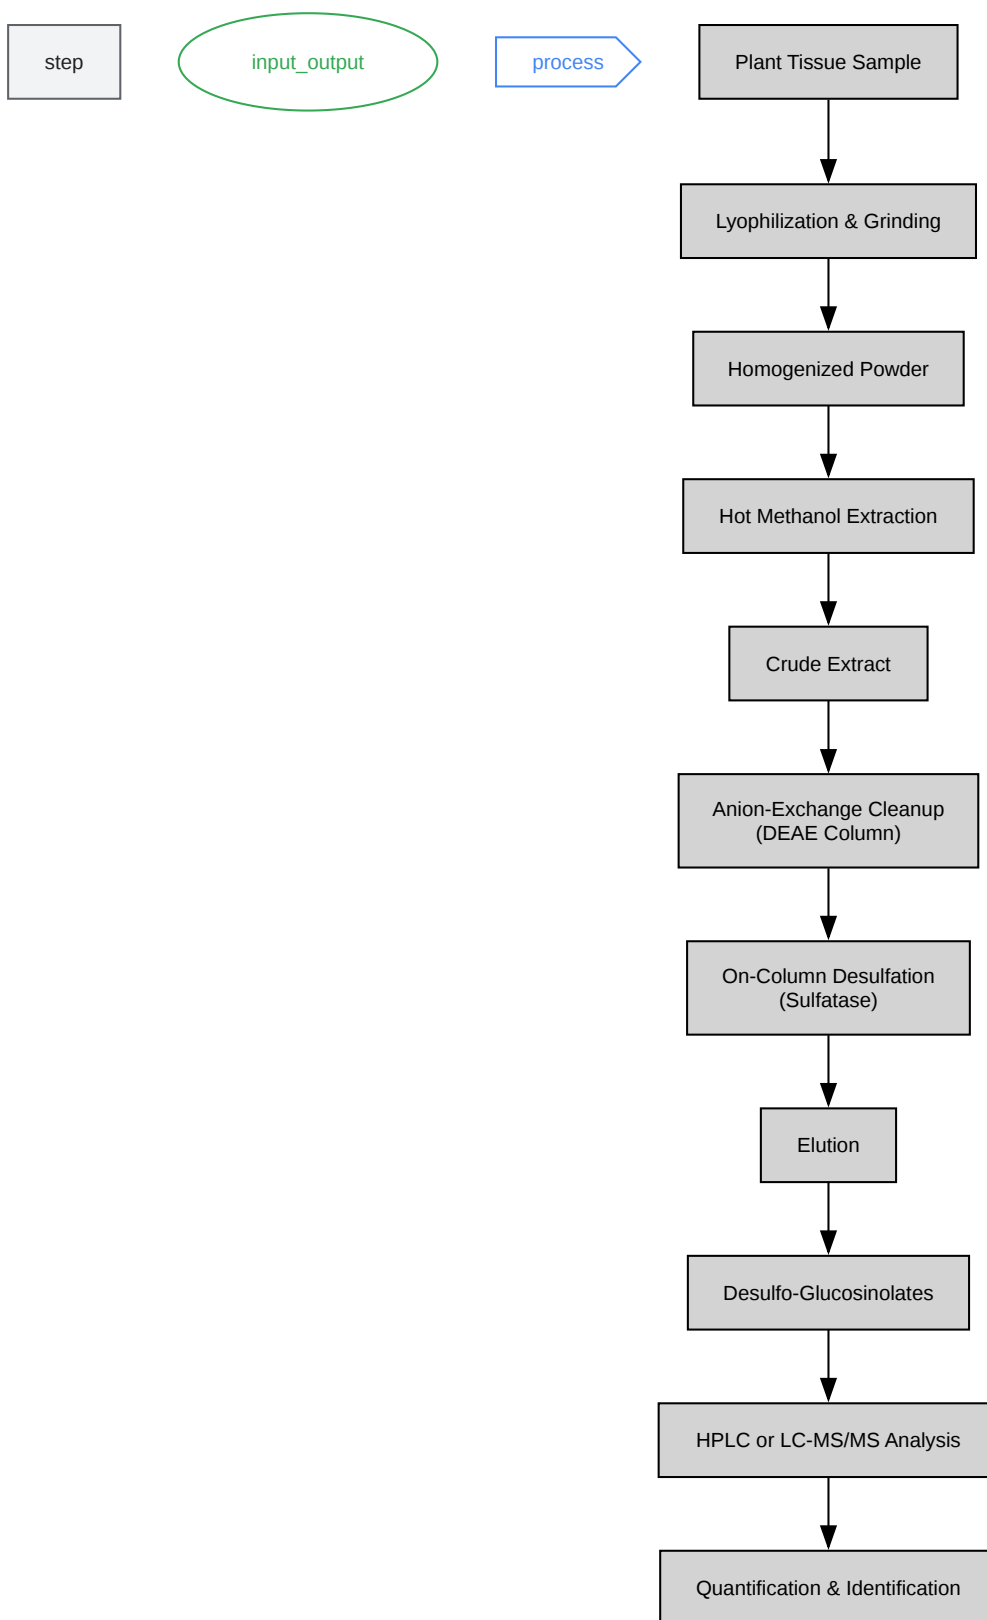 step
input_output
process
Plant Tissue Sample
Lyophilization & Grinding
Homogenized Powder
Hot Methanol Extraction
Crude Extract
Anion-Exchange Cleanup
(DEAE Column)
On-Column Desulfation
(Sulfatase)
Elution
Desulfo-Glucosinolates
HPLC or LC-MS/MS Analysis
Quantification & Identification